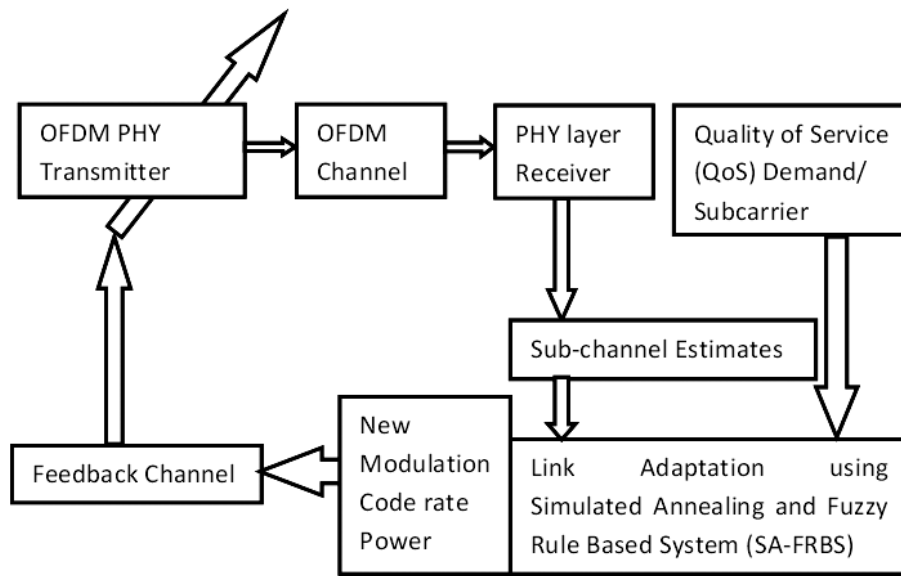 OFDM PHY
Transmitter
OFDM
Channel
PHY layer
Receiver
Quality of Service
(QoS) Demand/
Subcarrier
Sub-channel Estimates
New
Modulation
Code rate
Power
Feedback Channel
Link Adaptation using
Simulated Annealing and Fuzzy
Rule Based System (SA-FRBS)